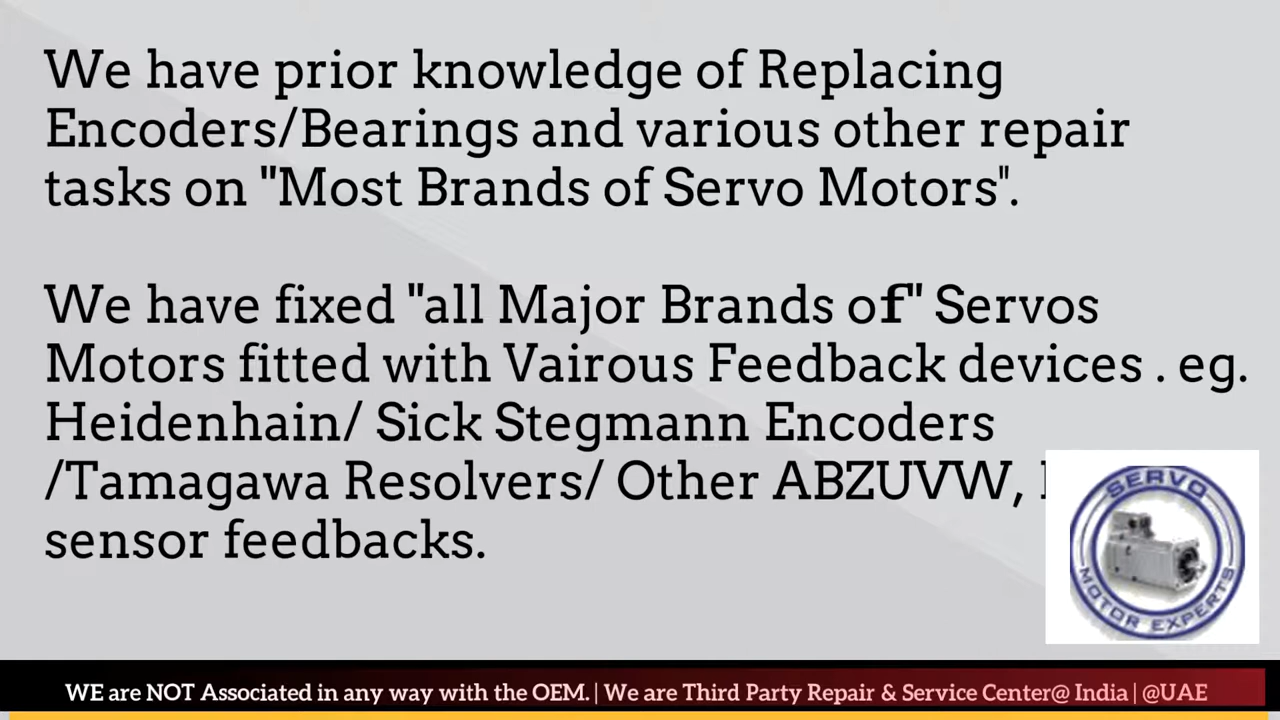 We have prior knowledge of Replacing
Encoders/Bearings and various other repair
tasks on "Most Brands of Servo Motors".
We have fixed "all Major Brands of" Servos
Motors fitted with Vairous Feedback devices . eg.
Heidenhain/ Sick Stegmann Encoders
/Tamagawa Resolvers/ Other ABZUVW,
sensor feedbacks.
SERVO
MOTOR EXPERTS
WE are NOT Associated in any way with the OEM. | We are Third Party Repair & Service Center@ India | @UAE